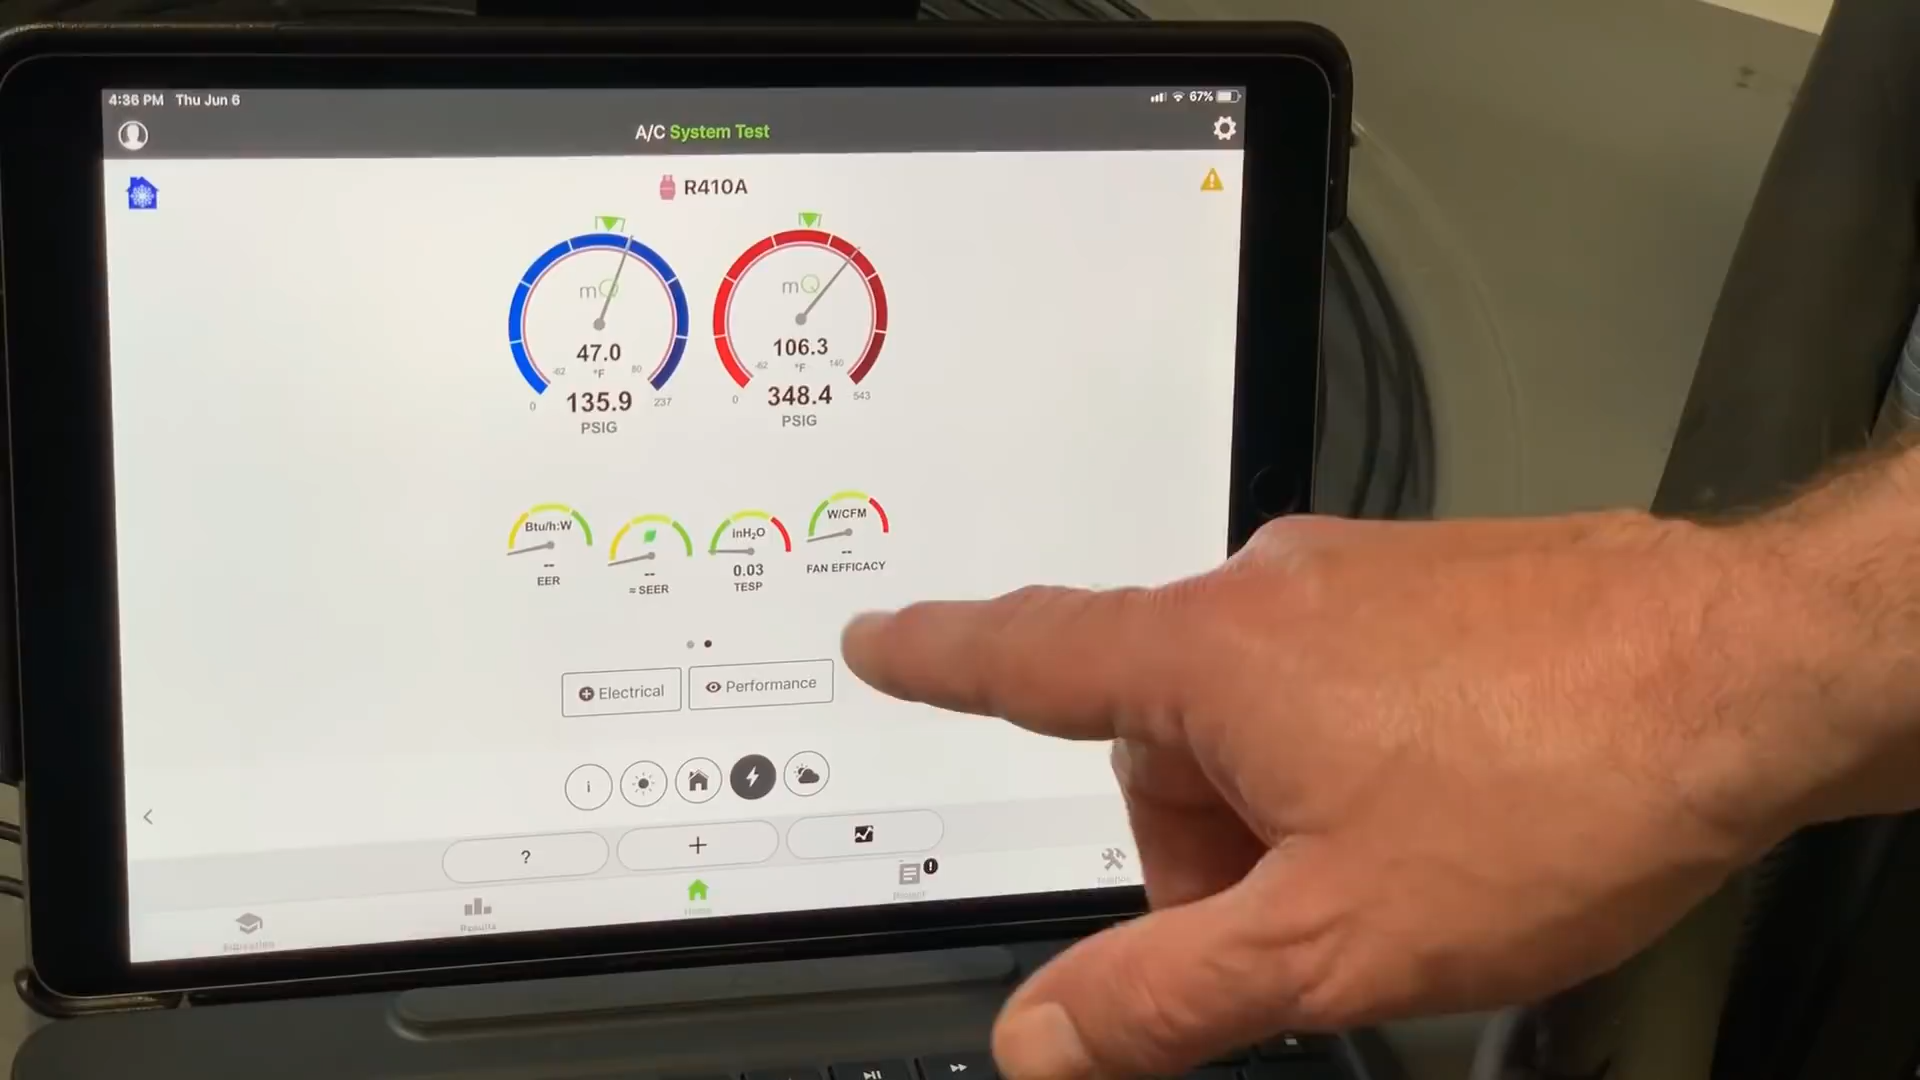 4:36 PM Thu Jun 6
67%
A/C System Test
R410A
mQ
47.0
-62 °F 80
0 135.9 237
PSIG
mQ
106.3
-62 °F 140
0 348.4 543
PSIG
Btu/h:W
--
EER
--
≈ SEER
inH₂O
0.03
TESP
W/CFM
--
FAN EFFICACY
Electrical
Performance
i
?
+
Results
Home